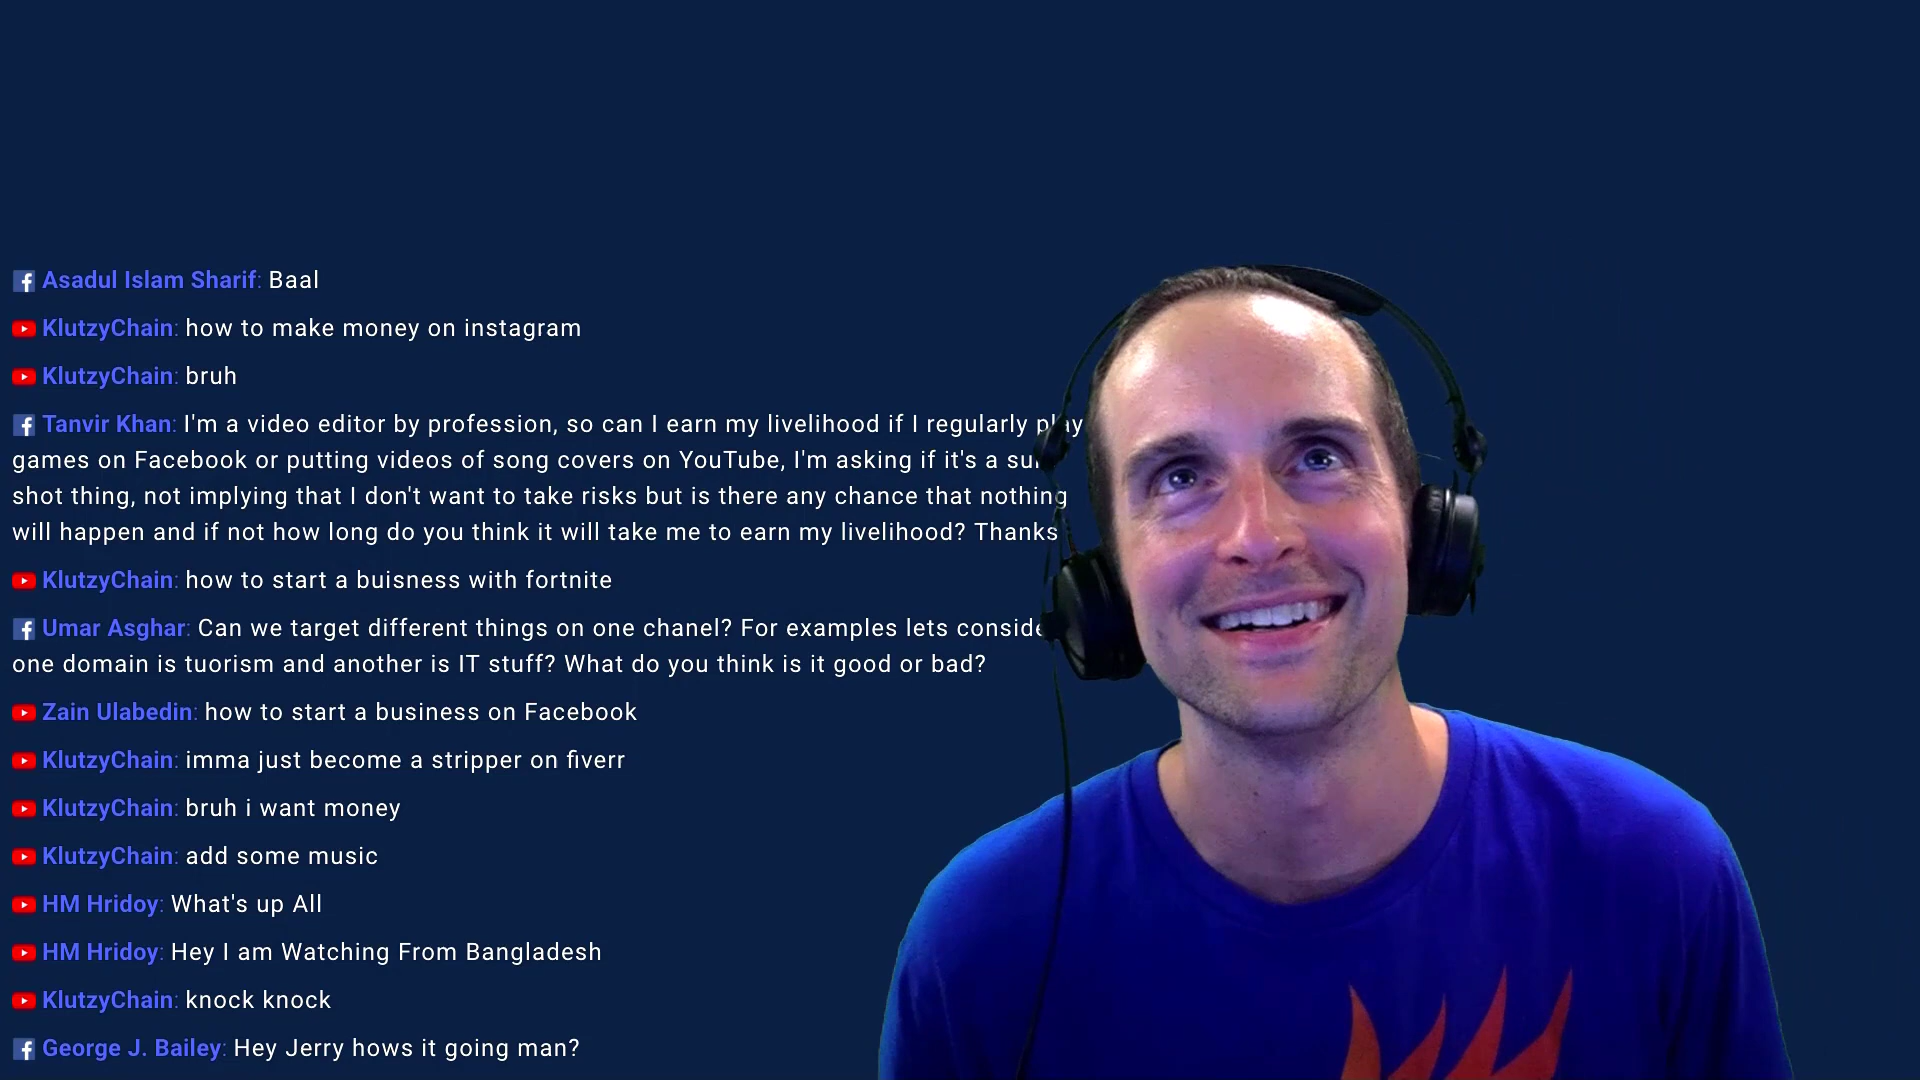 Asadul Islam Sharif: Baal
KlutzyChain: how to make money on instagram
KlutzyChain: bruh
Tanvir Khan: I'm a video editor by profession, so can I earn my livelihood if I regularly play
games on Facebook or putting videos of song covers on YouTube, I'm asking if it's a
shot thing, not implying that I don't want to take risks but is there any chance that nothing
will happen and if not how long do you think it will take me to earn my livelihood? Thanks
KlutzyChain: how to start a buisness with fortnite
Umar Asghar: Can we target different things on one chanel? For examples lets conside
one domain is tuorism and another is IT stuff? What do you think is it good or bad?
Zain Ulabedin: how to start a business on Facebook
KlutzyChain: imma just become a stripper on fiverr
KlutzyChain: bruh i want money
KlutzyChain: add some music
HM Hridoy: What's up All
HM Hridoy: Hey I am Watching From Bangladesh
KlutzyChain: knock knock
George J. Bailey: Hey Jerry hows it going man?